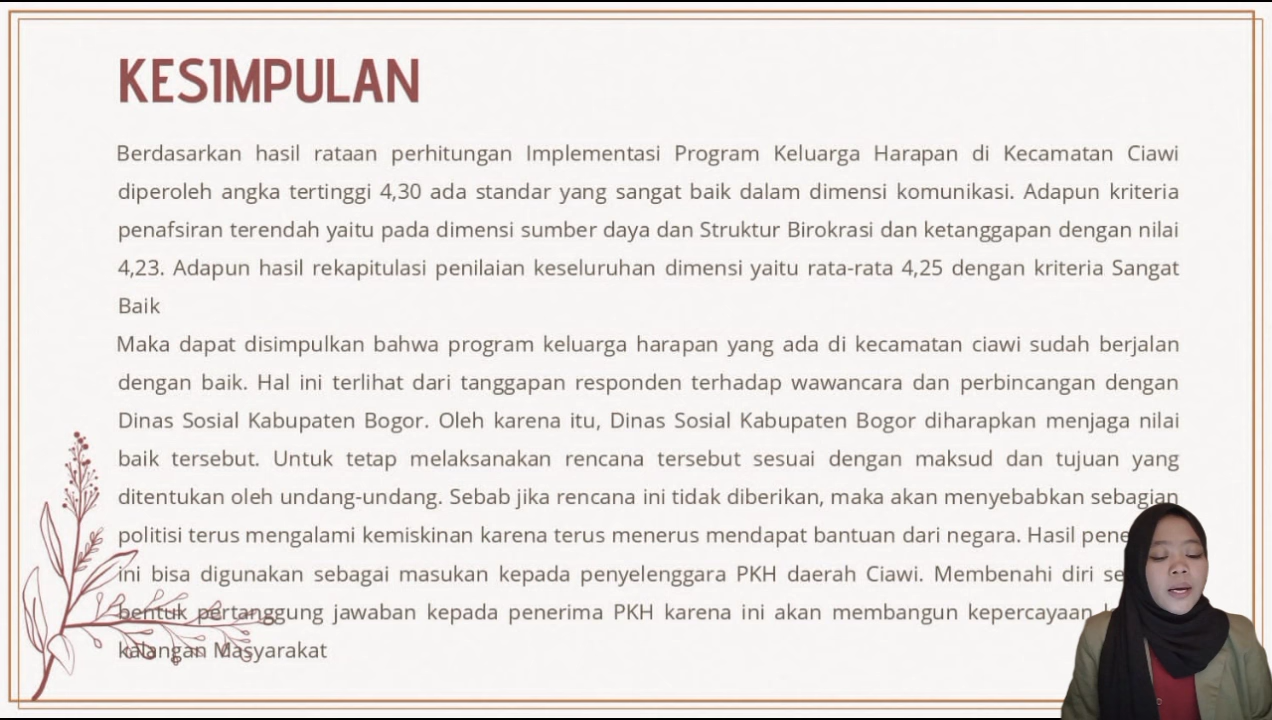 KESIMPULAN
Berdasarkan hasil rataan perhitungan Implementasi Program Keluarga Harapan di Kecamatan Ciawi
diperoleh angka tertinggi 4,30 ada standar yang sangat baik dalam dimensi komunikasi. Adapun kriteria
penafsiran terendah yaitu pada dimensi sumber daya dan Struktur Birokrasi dan ketanggapan dengan nilai
4,23. Adapun hasil rekapitulasi penilaian keseluruhan dimensi yaitu rata-rata 4,25 dengan kriteria Sangat
Baik
Maka dapat disimpulkan bahwa program keluarga harapan yang ada di kecamatan ciawi sudah berjalan
dengan baik. Hal ini terlihat dari tanggapan responden terhadap wawancara dan perbincangan dengan
Dinas Sosial Kabupaten Bogor. Oleh karena itu, Dinas Sosial Kabupaten Bogor diharapkan menjaga nilai
baik tersebut. Untuk tetap melaksanakan rencana tersebut sesuai dengan maksud dan tujuan yang
ditentukan oleh undang-undang. Sebab jika rencana ini tidak diberikan, maka akan menyebabkan sebagian
politisi terus mengalami kemiskinan karena terus menerus mendapat bantuan dari negara. Hasil
ini bisa digunakan sebagai masukan kepada penyelenggara PKH daerah Ciawi. Membenahi diri
bentuk pertanggung jawaban kepada penerima PKH karena ini akan membangun kepercayaan
kalangan Masyarakat